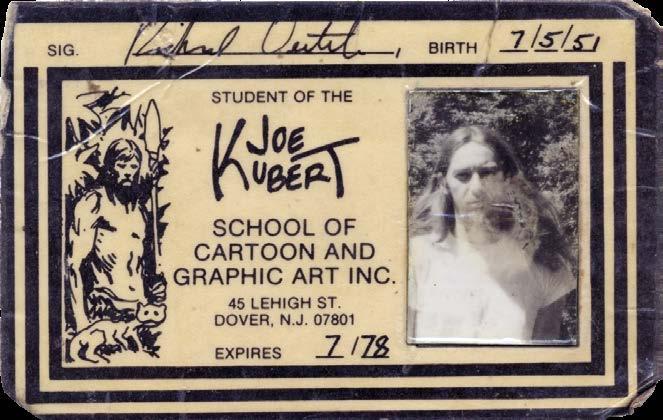 SIG. Richard BIRTH 7/5/51
STUDENT OF THE
JOE
KUBERT
SCHOOL OF
CARTOON AND
GRAPHIC ART INC.
45 LEHIGH ST.
DOVER, N.J. 07801
EXPIRES 7/78